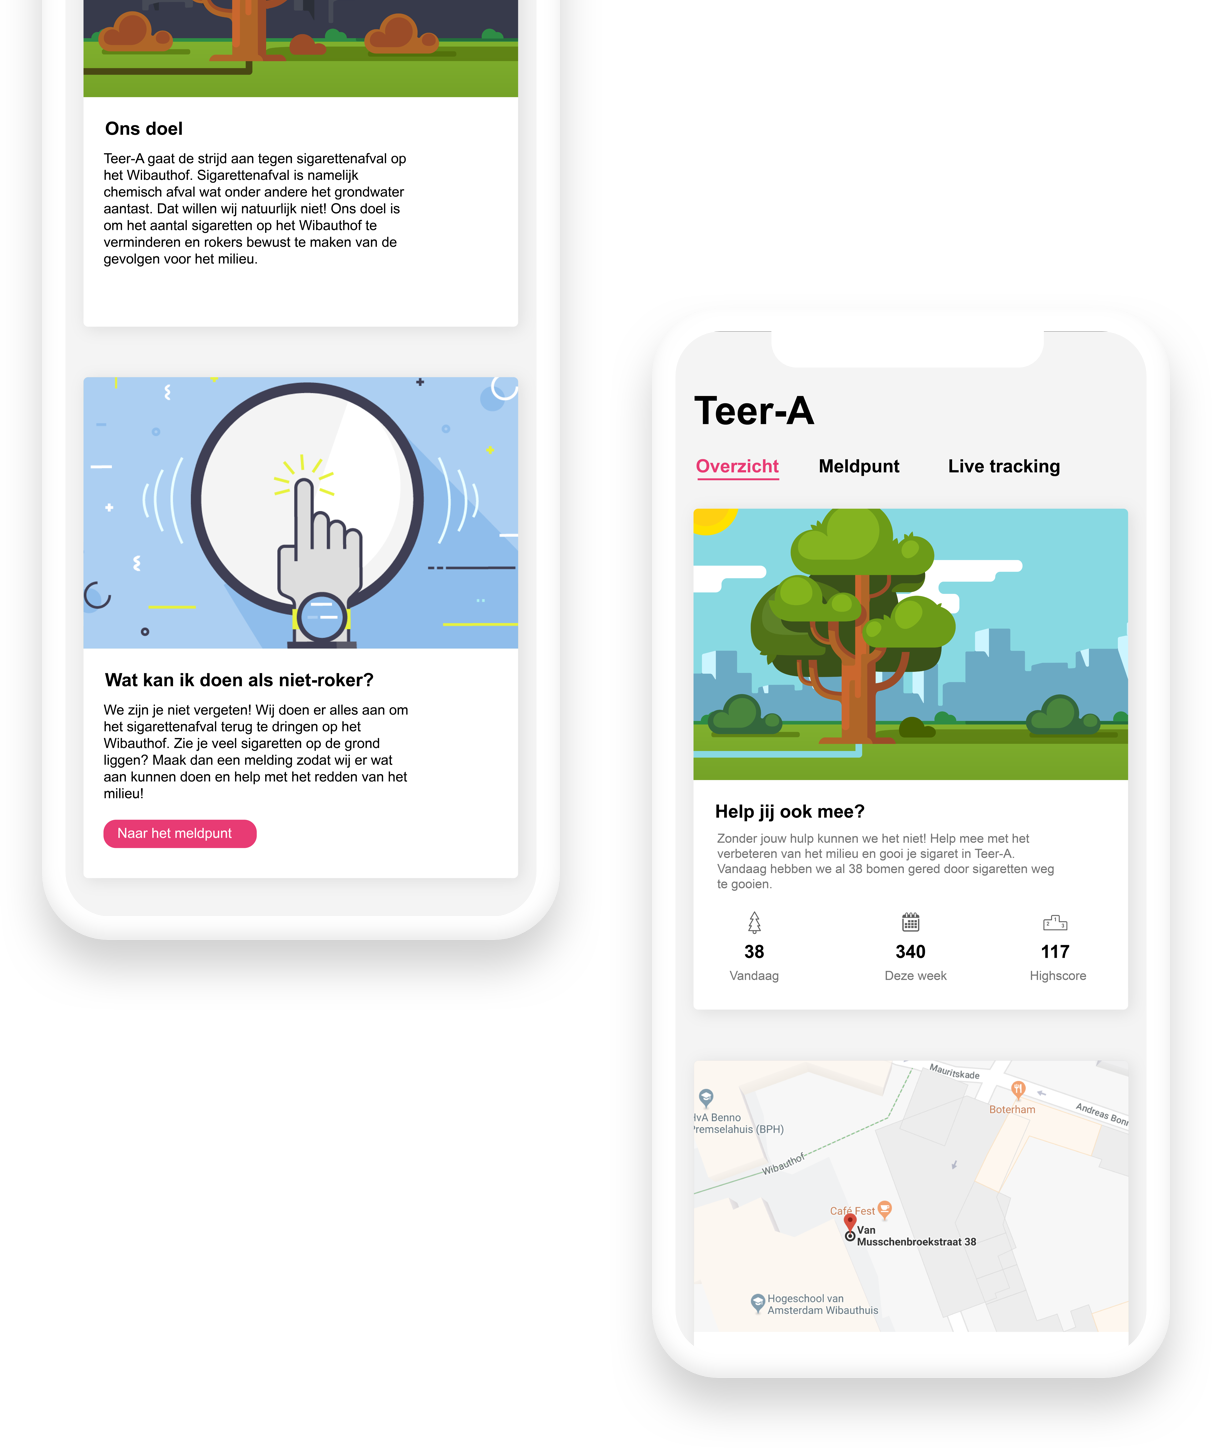 Ons doel
Teer-A gaat de strijd aan tegen sigarettenafval op
het Wibauthof. Sigarettenafval is namelijk
chemisch afval wat onder andere het grondwater
aantast. Dat willen wij natuurlijk niet! Ons doel is
om het aantal sigaretten op het Wibauthof te
verminderen en rokers bewust te maken van de
gevolgen voor het milieu.
Wat kan ik doen als niet-roker?
We zijn je niet vergeten! Wij doen er alles aan om
het sigarettenafval terug te dringen op het
Wibauthof. Zie je veel sigaretten op de grond
liggen? Maak dan een melding zodat wij er wat
aan kunnen doen en help met het redden van het
milieu!
Naar het meldpunt
Teer-A
Overzicht Meldpunt Live tracking
Help jij ook mee?
Zonder jouw hulp kunnen we het niet! Help mee met het
verbeteren van het milieu en gooi je sigaret in Teer-A.
Vandaag hebben we al 38 bomen gered door sigaretten weg
te gooien.
2 1 3
38 340 117
Vandaag Deze week Highscore
Mauritskade
Boterham
Andreas Bonn
HvA Benno
Premselahuis (BPH)
Wibauthof
Café Fest
Van
Musschenbroekstraat 38
Hogeschool van
Amsterdam Wibauthuis